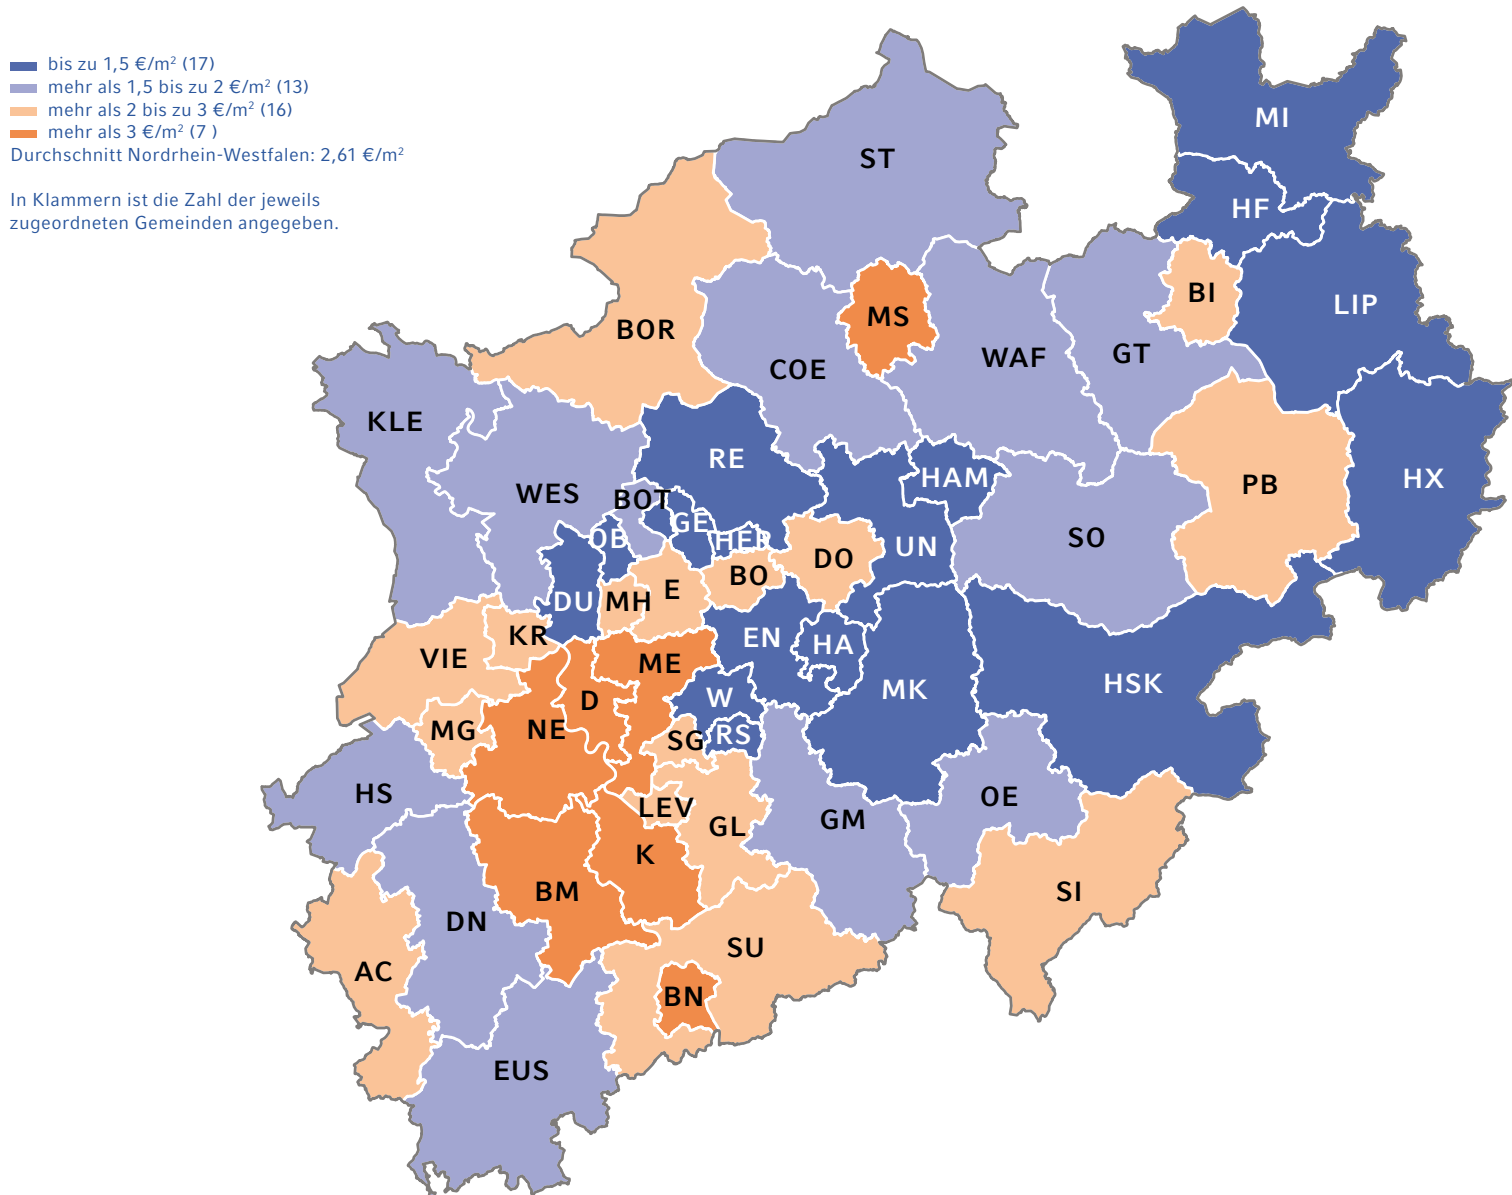 bis zu 1,5 €/m² (17)
mehr als 1,5 bis zu 2 €/m² (13)
mehr als 2 bis zu 3 €/m² (16)
mehr als 3 €/m² (7 )
Durchschnitt Nordrhein-Westfalen: 2,61 €/m²
In Klammern ist die Zahl der jeweils
zugeordneten Gemeinden angegeben.
MI
ST
HF
BI
LIP
MS
BOR
WAF
GT
COE
KLE
RE
HAM
HX
PB
WES
BOT
GE
OB
HER
SO
UN
DO
BO
E
MH
DU
KR
EN
HA
VIE
ME
HSK
MK
W
D
NE
MG
RS
SG
HS
OE
LEV
GM
GL
K
BM
SI
DN
SU
AC
BN
EUS